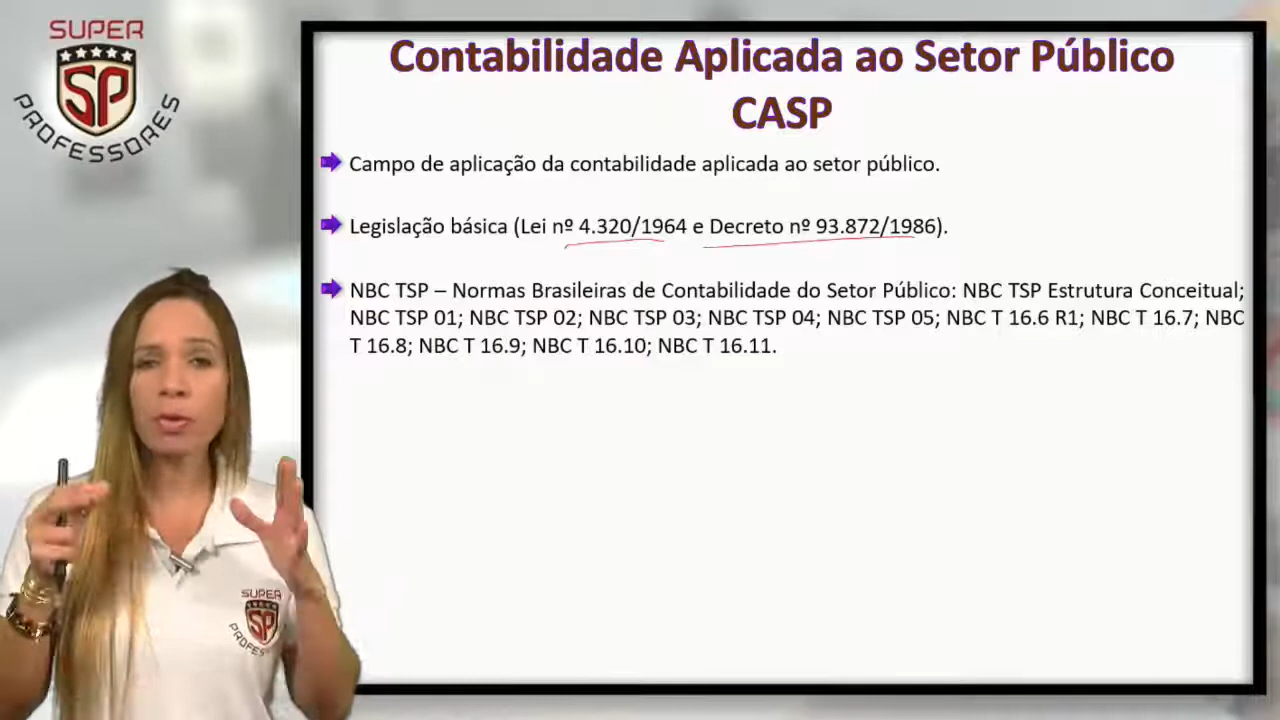 SUPER
SP
PROFESSORES
Contabilidade Aplicada ao Setor Público
CASP
Campo de aplicação da contabilidade aplicada ao setor público.
Legislação básica (Lei nº 4.320/1964 e Decreto nº 93.872/1986).
NBC TSP – Normas Brasileiras de Contabilidade do Setor Público: NBC TSP Estrutura Conceitual;
NBC TSP 01; NBC TSP 02; NBC TSP 03; NBC TSP 04; NBC TSP 05; NBC T 16.6 R1; NBC T 16.7; NBC
T 16.8; NBC T 16.9; NBC T 16.10; NBC T 16.11.
SUPER
SP
PROFESSORES